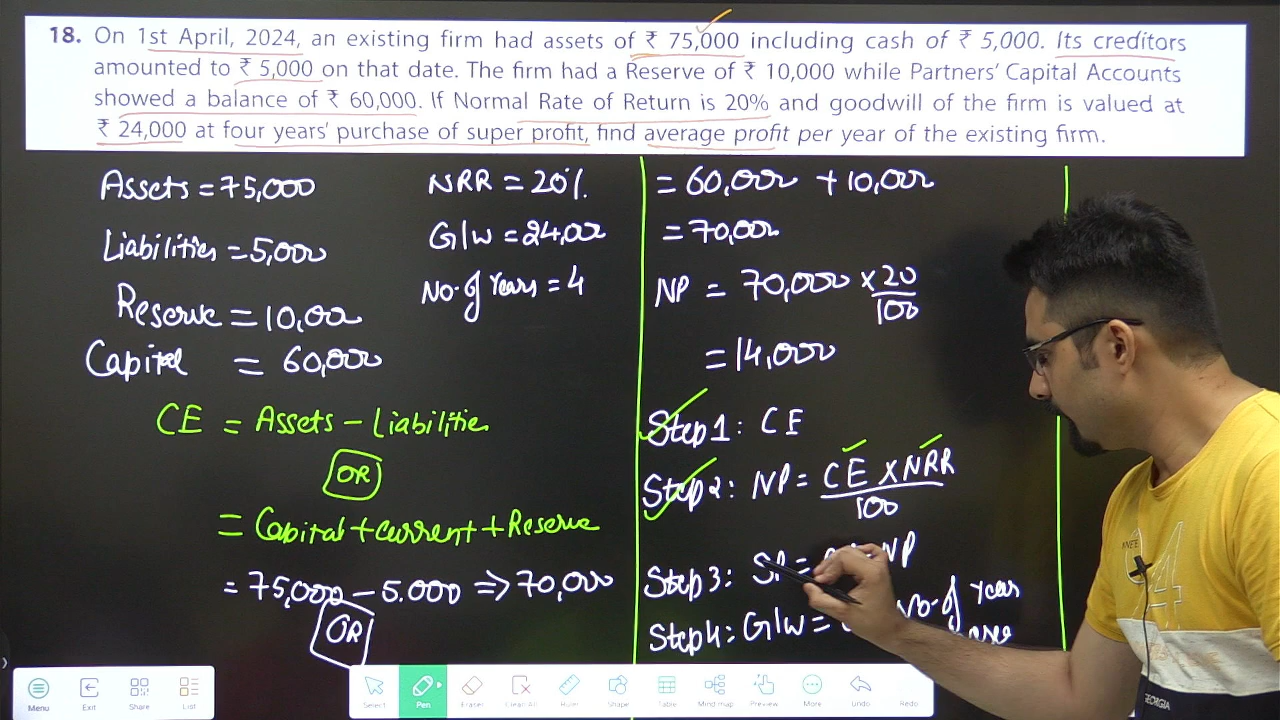 18. On 1st April, 2024, an existing firm had assets of ₹ 75,000 including cash of ₹ 5,000. Its creditors
amounted to ₹ 5,000 on that date. The firm had a Reserve of ₹ 10,000 while Partners' Capital Accounts
showed a balance of ₹ 60,000. If Normal Rate of Return is 20% and goodwill of the firm is valued at
₹ 24,000 at four years' purchase of super profit, find average profit per year of the existing firm.
Assets = 75,000
Liabilities = 5,000
Reserve = 10,000
Capital = 60,000
NRR = 20%
G/W = 24,00
No. of Years = 4
CE = Assets - Liabilities
OR
= Capital + current + Reserve
= 75,000 - 5.000 ⇒ 70,000
OR
= 60,000 + 10,000
= 70,000
NP = 70,000 × 20/100
= 14,000
Step 1: CE
Step 2: NP = CE × NRR/100
Step 3: SP = NP
Step 4: G/W = No. of Year
Menu
Exit
Share
List
Select
Pen
Eraser
Clean All
Ruler
Shape
Table
Mind map
Preview
More
Undo
Redo
KNEE
24
GEORGIA